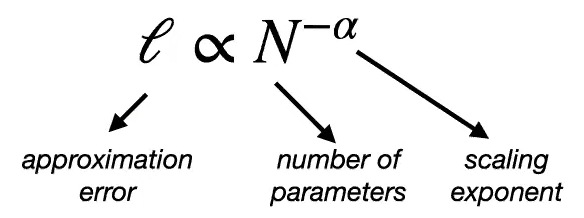 ℓ ∝ N^{-α}
approximation
error
number of
parameters
scaling
exponent